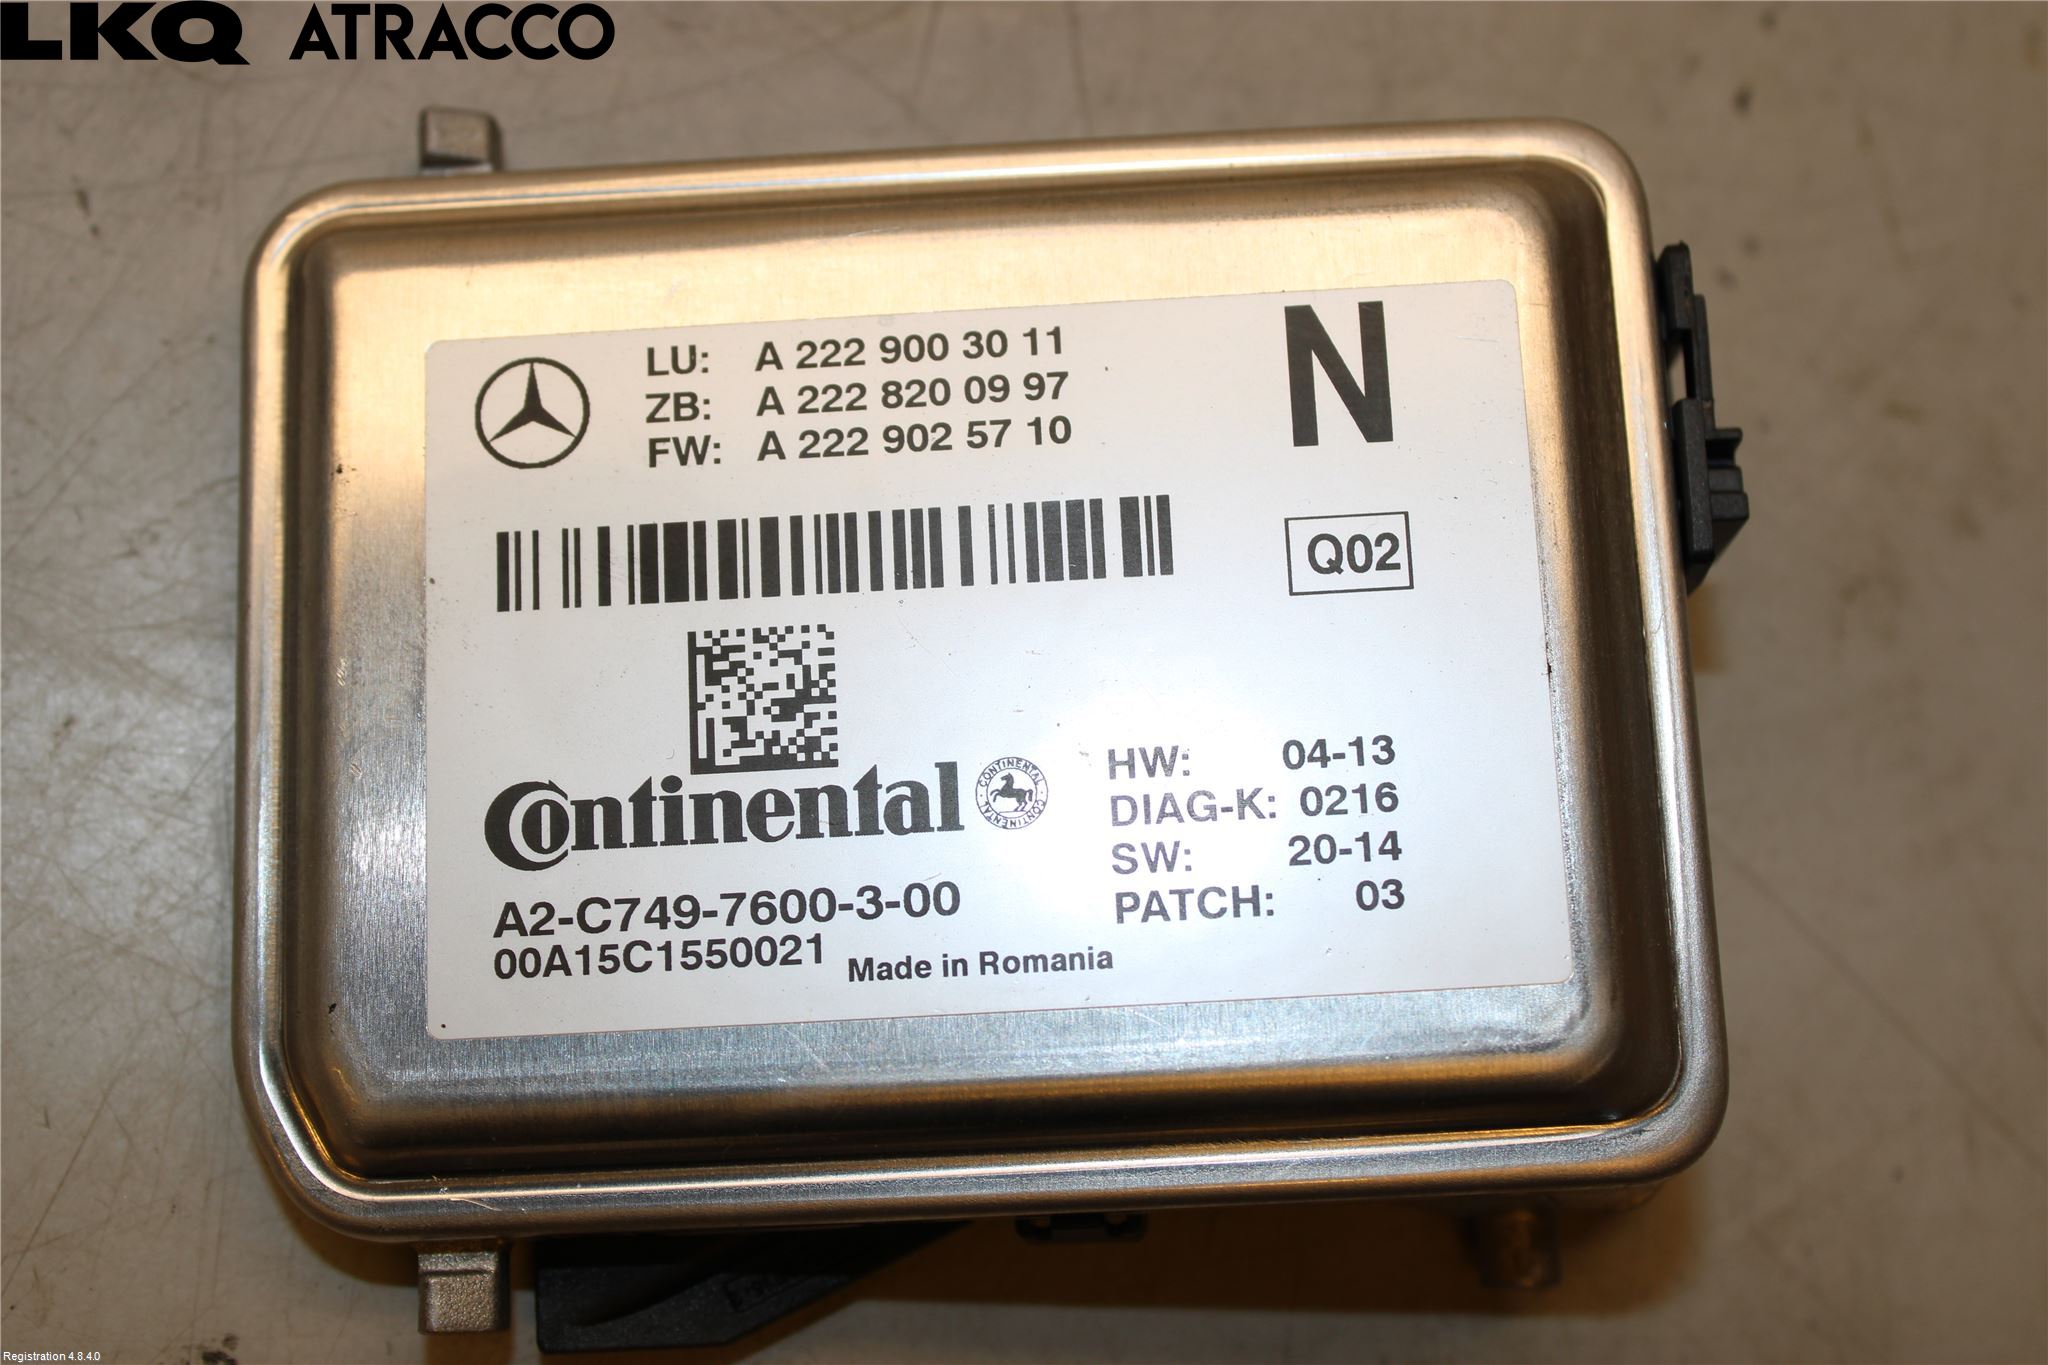 LKQ ATRACCO
LU: A 222 900 30 11
ZB: A 222 820 09 97
FW: A 222 902 57 10
N
Q02
Continental
CONTINENTAL CONTINENTAL
HW: 04-13
DIAG-K: 0216
SW: 20-14
PATCH: 03
A2-C749-7600-3-00
00A15C1550021
Made in Romania
Registration 4.8.4.0